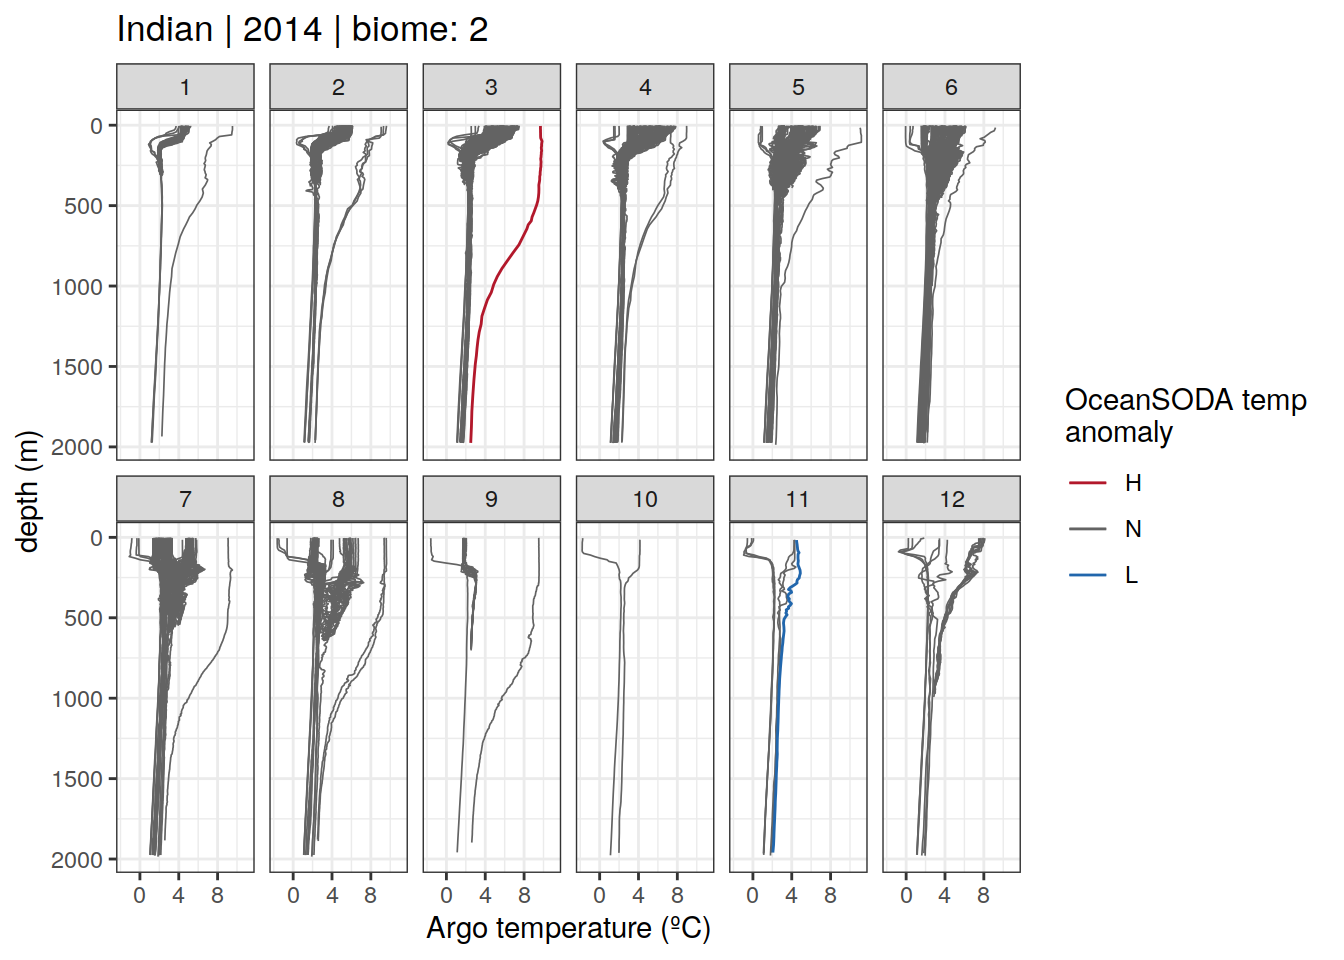 Indian | 2014 | biome: 2
1 2 3 4 5 6
0
500
1000
1500
2000
7 8 9 10 11 12
0
500
1000
1500
2000
0 4 8 0 4 8 0 4 8 0 4 8 0 4 8 0 4 8
Argo temperature (ºC)
depth (m)
OceanSODA temp
anomaly
H
N
L